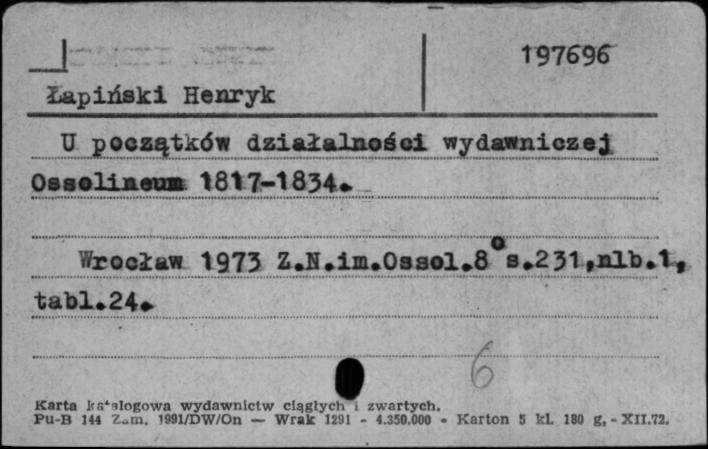 197696
Łapiński Henryk
U początków działalności wydawniczej
Ossolineum 1817-1834.
Wrocław 1973 Z.N.im.Ossol.8° s.231,nlb.1,
tabl.24.
6
Karta katalogowa wydawnictw ciągłych i zwartych.
Pu-B 144 Zam. 1991/DW/On — Wrak 1291 - 4.350.000 - Karton 5 kl. 180 g. - XII.72.